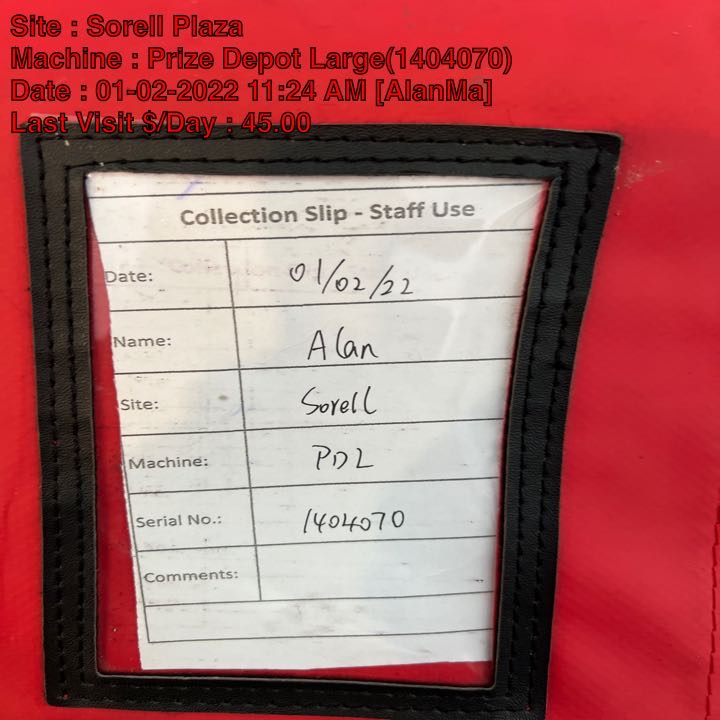 Site : Sorell Plaza
Machine : Prize Depot Large(1404070)
Date : 01-02-2022 11:24 AM [AlanMa]
Last Visit $/Day : 45.00
Collection Slip - Staff Use
Date: 01/02/22
Name: Alan
Site: Sorell
Machine: PDL
Serial No.: 1404070
Comments: